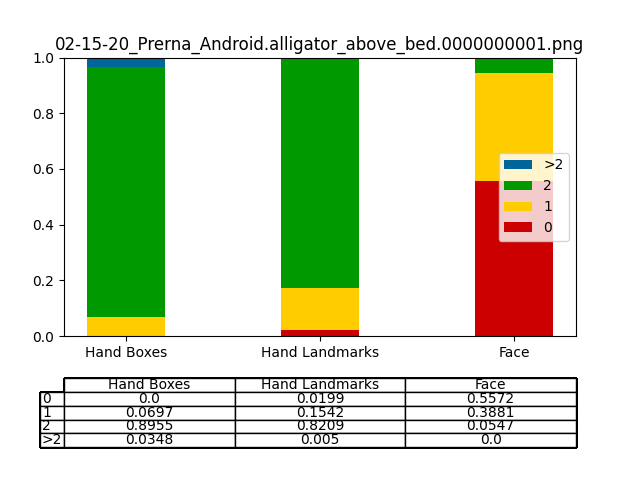 02-15-20_Prerna_Android.alligator_above_bed.0000000001.png
1.0
0.8
0.6
0.4
0.2
0.0
>2
2
1
0
Hand Boxes Hand Landmarks Face
Hand Boxes Hand Landmarks Face
0 0.0 0.0199 0.5572
1 0.0697 0.1542 0.3881
2 0.8955 0.8209 0.0547
>2 0.0348 0.005 0.0